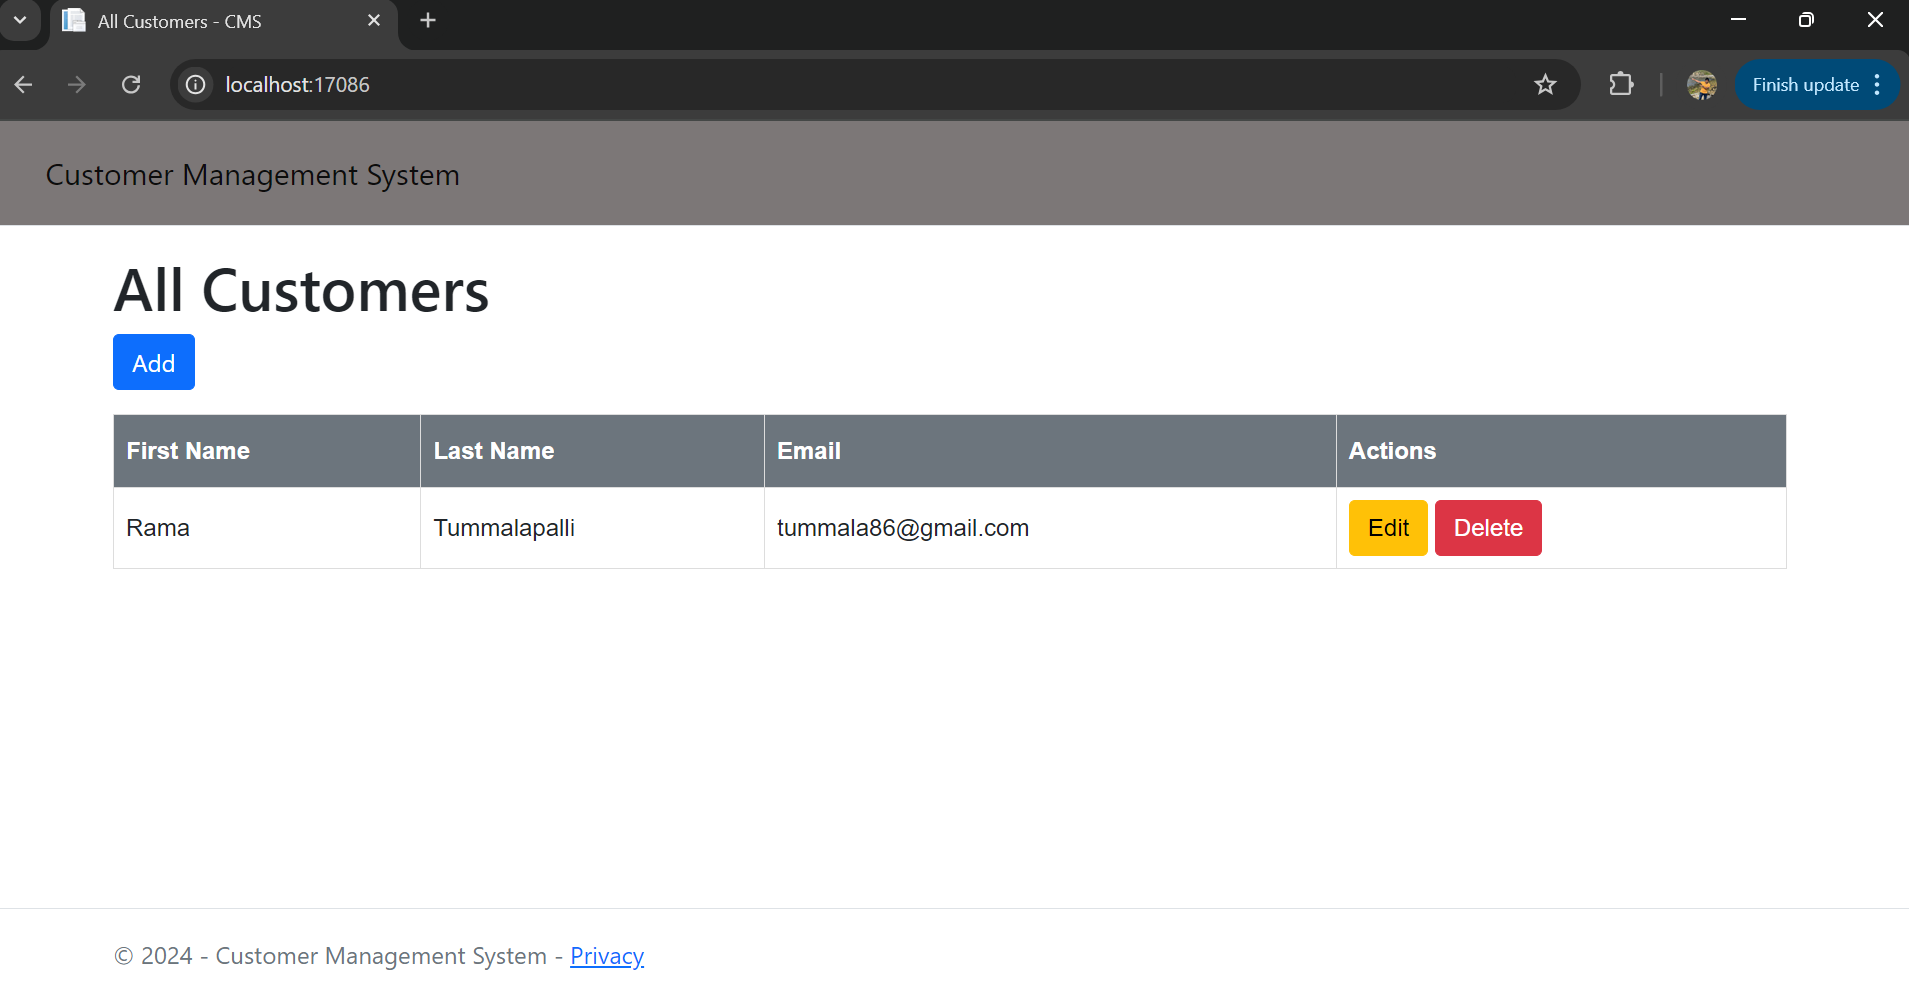 All Customers - CMS
localhost:17086
Finish update
Customer Management System
All Customers
Add
First Name Last Name Email Actions
Rama Tummalapalli tummala86@gmail.com Edit Delete
© 2024 - Customer Management System - Privacy